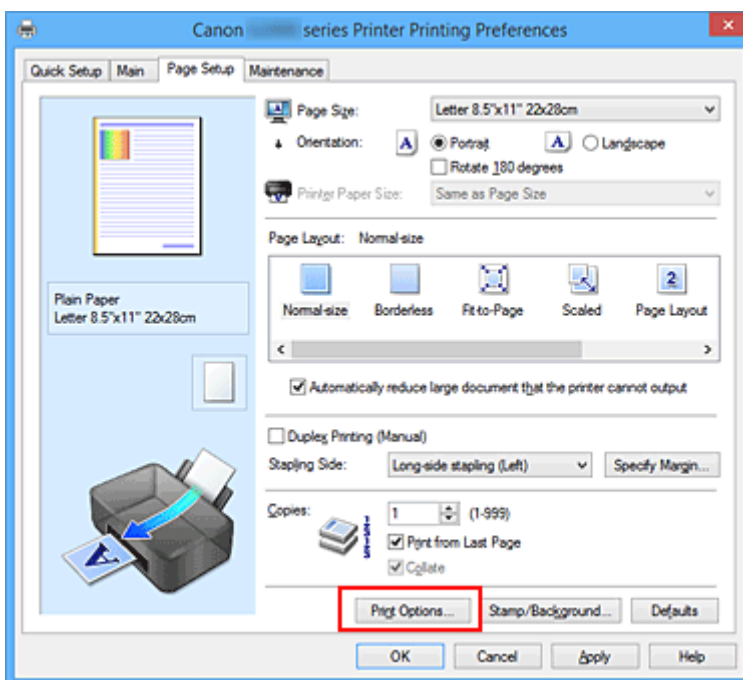 Canon series Printer Printing Preferences
Quick Setup Main Page Setup Maintenance
Page Size: Letter 8.5"x11" 22x28cm
Orientation: A Portrait A Landscape
Rotate 180 degrees
Printer Paper Size: Same as Page Size
Page Layout: Normal-size
2
Normal-size Borderless Fit-to-Page Scaled Page Layout
Plain Paper
Letter 8.5"x11" 22x28cm
Automatically reduce large document that the printer cannot output
Duplex Printing (Manual)
Stapling Side: Long-side stapling (Left) Specify Margin...
Copies: 1 (1-999)
Print from Last Page
Collate
A
Print Options... Stamp/Background... Defaults
OK Cancel Apply Help